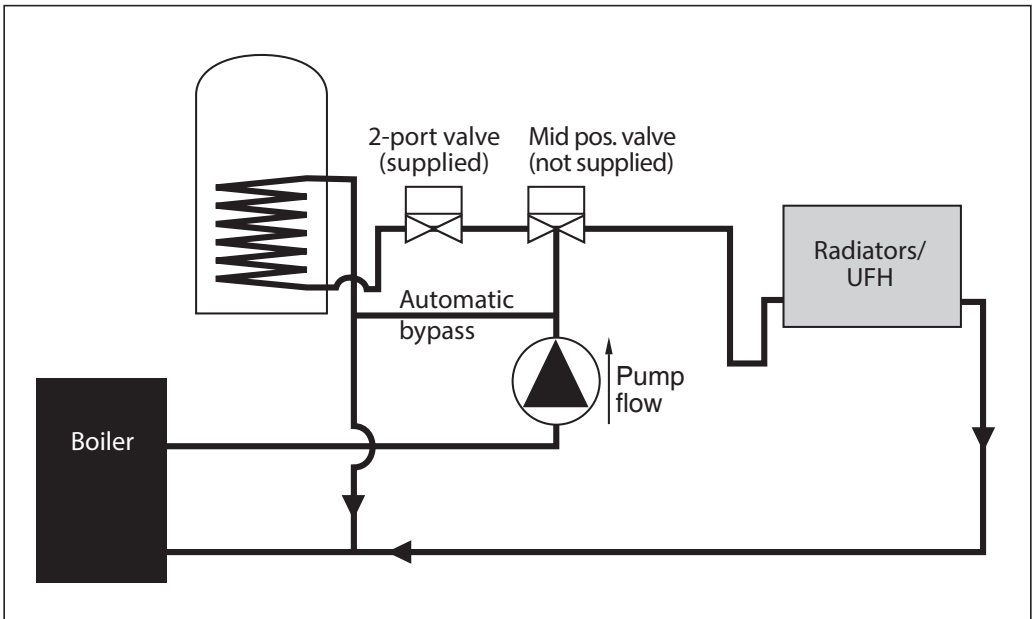 2-port valve
(supplied)
Mid pos. valve
(not supplied)
Radiators/
UFH
Automatic
bypass
Pump
flow
Boiler